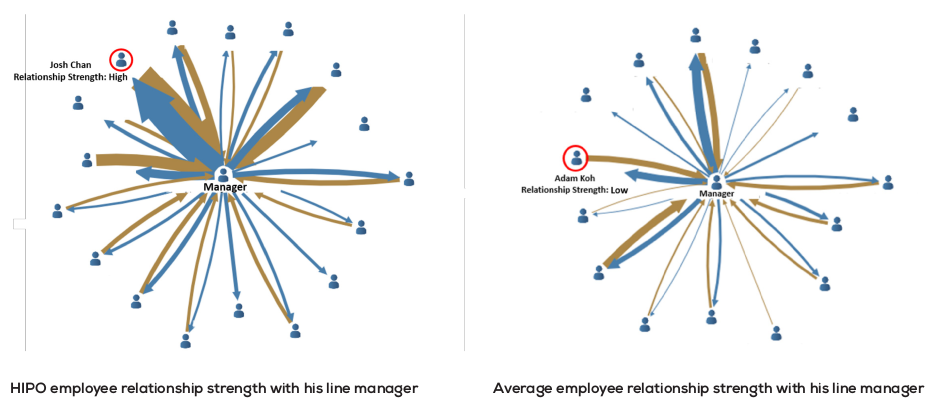 Josh Chan
Relationship Strength: High
Manager
HIPO employee relationship strength with his line manager
Adam Koh
Relationship Strength: Low
Manager
Average employee relationship strength with his line manager